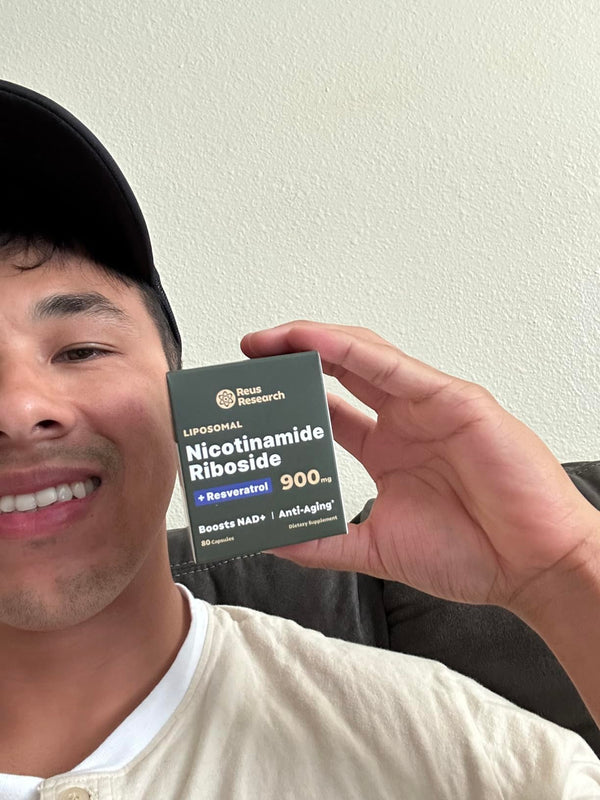 Reus
Research
LIPOSOMAL
Nicotinamide
Riboside
+ Resveratrol 900mg
Boosts NAD+ | Anti-Aging*
80 Capsules Dietary Supplement